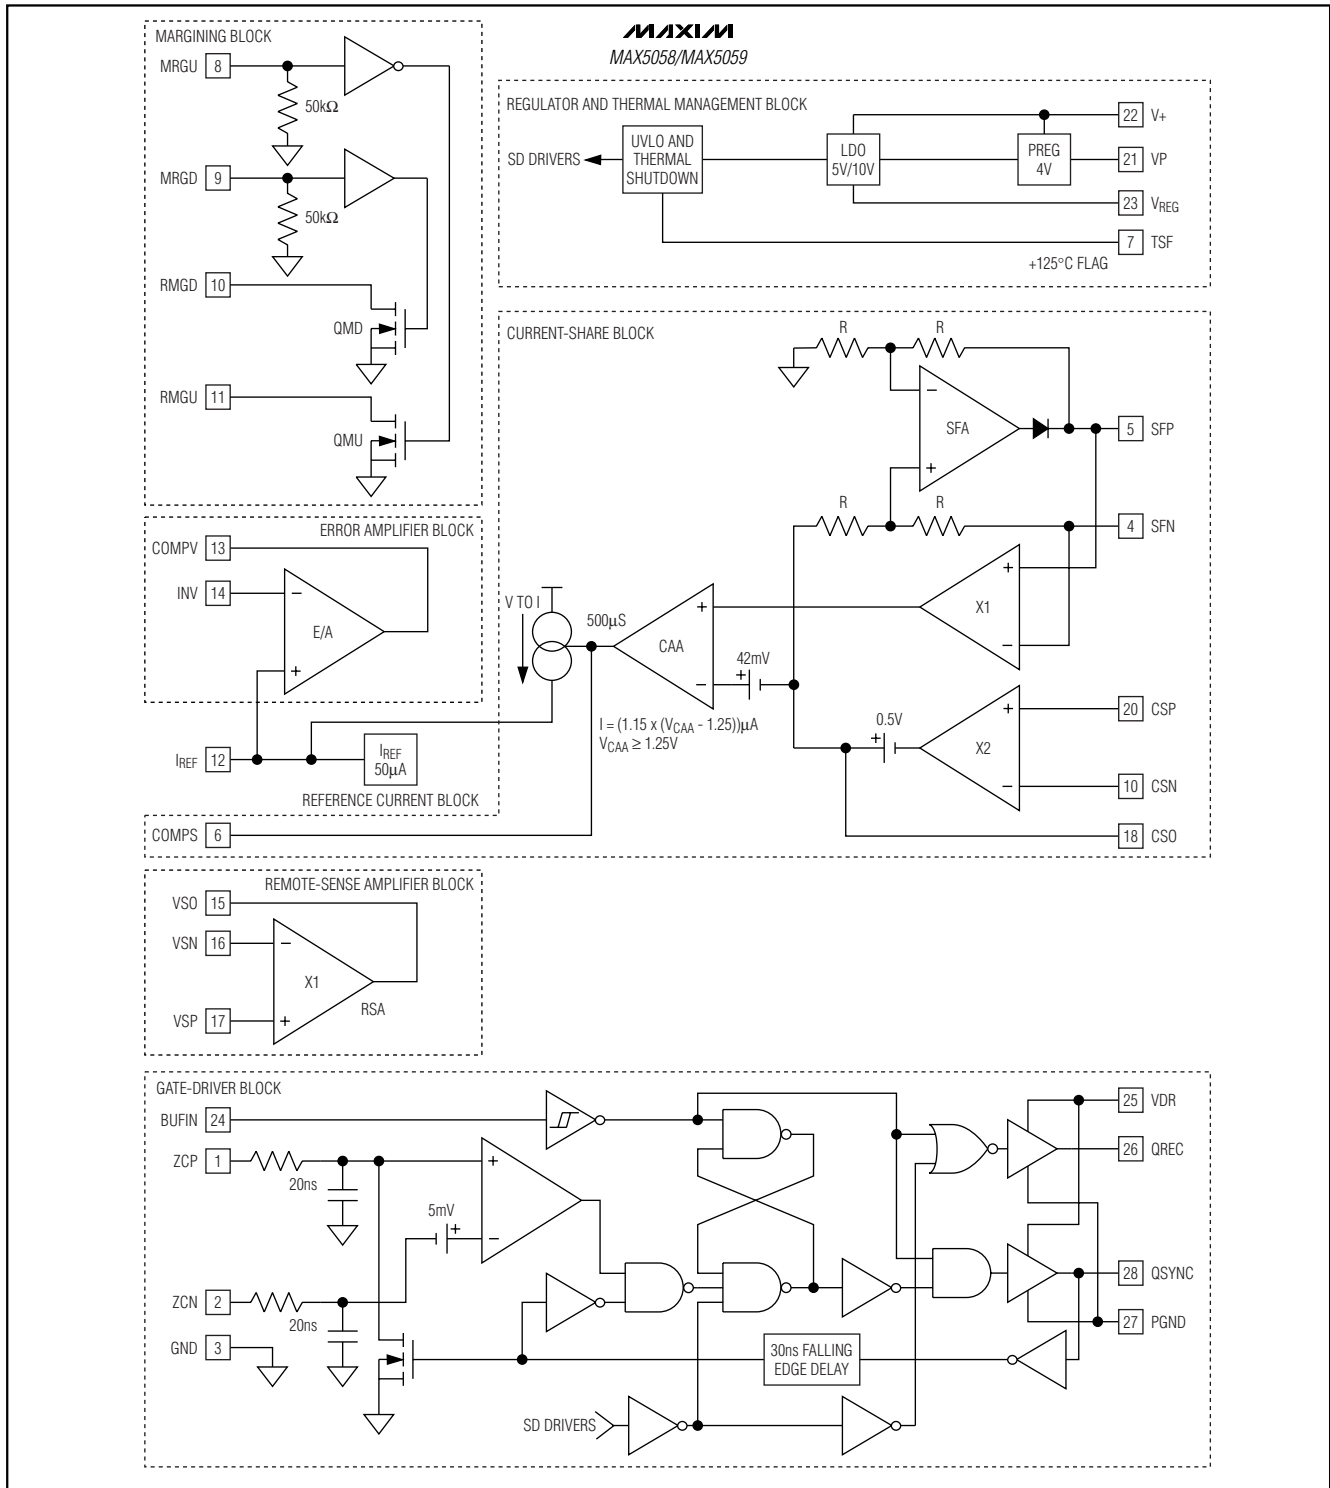 MAXIM
MAX5058/MAX5059
MARGINING BLOCK
MRGU 8
50kΩ
MRGD 9
50kΩ
RMGD 10
QMD
RMGU 11
QMU
REGULATOR AND THERMAL MANAGEMENT BLOCK
SD DRIVERS
UVLO AND
THERMAL
SHUTDOWN
LDO
5V/10V
PREG
4V
22 V+
21 VP
23 VREG
7 TSF
+125°C FLAG
CURRENT-SHARE BLOCK
R R
−
SFA
+
5 SFP
R R
4 SFN
+
X1
−
V TO I
500µS
+
CAA
−
42mV
+
I = (1.15 x (VCAA - 1.25))µA
VCAA ≥ 1.25V
0.5V
+
+
X2
−
20 CSP
10 CSN
18 CSO
ERROR AMPLIFIER BLOCK
COMPV 13
INV 14
−
E/A
+
IREF 12
IREF
50µA
REFERENCE CURRENT BLOCK
COMPS 6
REMOTE-SENSE AMPLIFIER BLOCK
VSO 15
VSN 16
−
X1
RSA
VSP 17
+
GATE-DRIVER BLOCK
BUFIN 24
ZCP 1
20ns
5mV
+
+
−
ZCN 2
20ns
GND 3
25 VDR
26 QREC
28 QSYNC
27 PGND
30ns FALLING
EDGE DELAY
SD DRIVERS